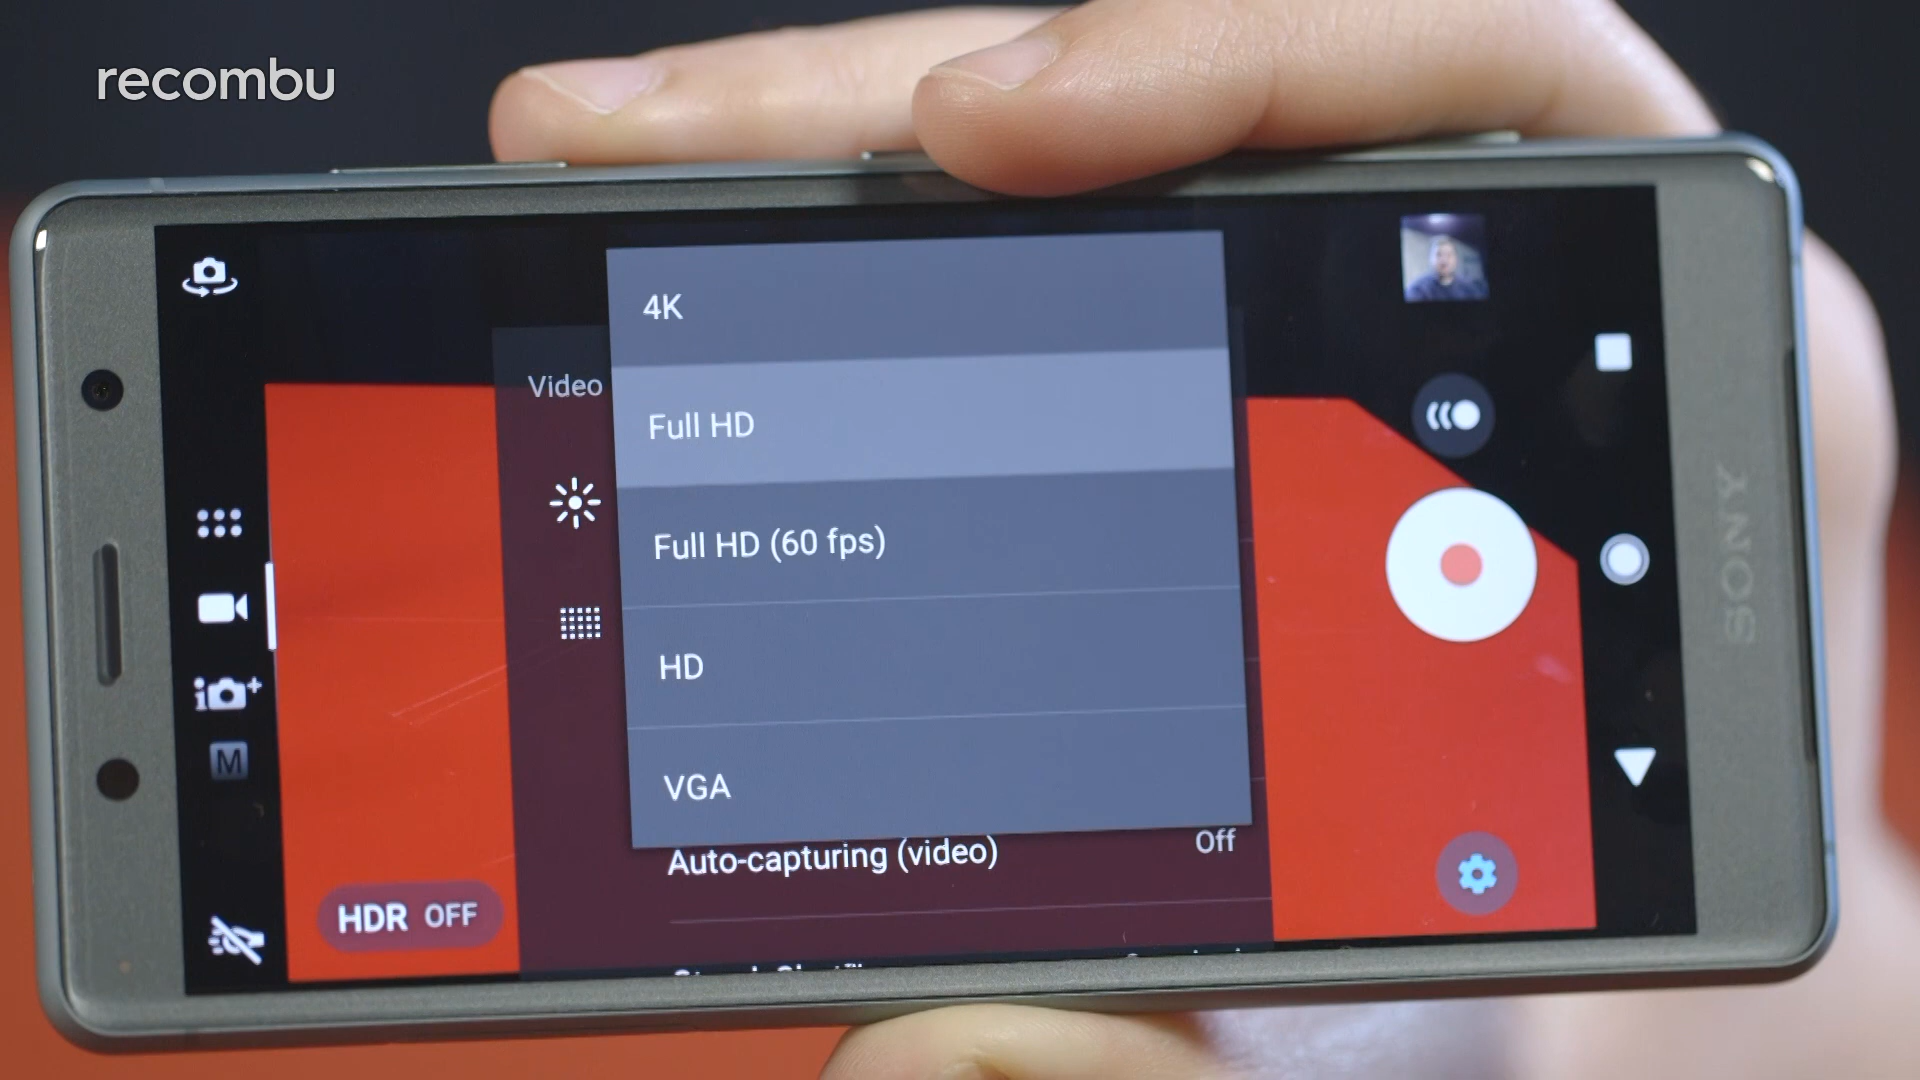 recombu
4K
Video
Full HD
Full HD (60 fps)
HD
VGA
M
Auto-capturing (video) Off
HDR OFF
SONY